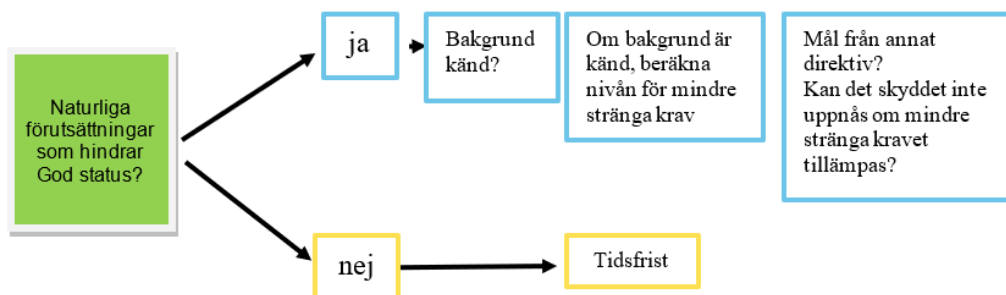 Naturliga
förutsättningar
som hindrar
God status?
ja
Bakgrund
känd?
Om bakgrund är
känd, beräkna
nivån för mindre
stränga krav
Mål från annat
direktiv?
Kan det skyddet inte
uppnås om mindre
stränga kravet
tillämpas?
nej
Tidsfrist